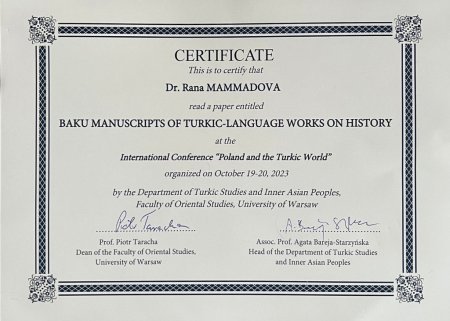 CERTIFICATE
This is to certify that
Dr. Rana MAMMADOVA
read a paper entitled
BAKU MANUSCRIPTS OF TURKIC-LANGUAGE WORKS ON HISTORY
at the
International Conference "Poland and the Turkic World"
organized on October 19-20, 2023
by the Department of Turkic Studies and Inner Asian Peoples,
Faculty of Oriental Studies, University of Warsaw
Piotr Taracha
Prof. Piotr Taracha
Dean of the Faculty of Oriental Studies,
University of Warsaw
Assoc. Prof. Agata Bareja-Starzyńska
Head of the Department of Turkic Studies
and Inner Asian Peoples